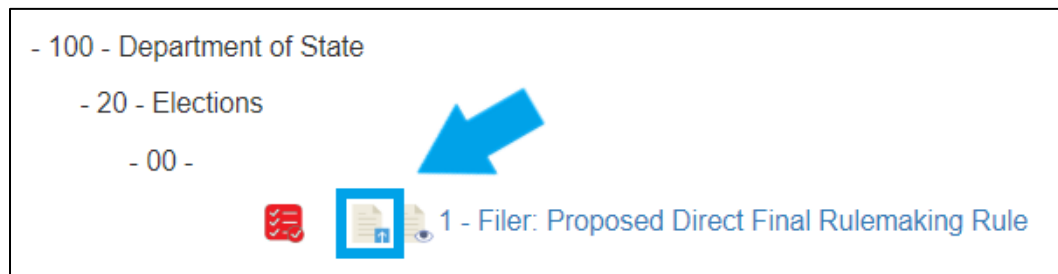 - 100 - Department of State
- 20 - Elections
- 00 -
1 - Filer: Proposed Direct Final Rulemaking Rule